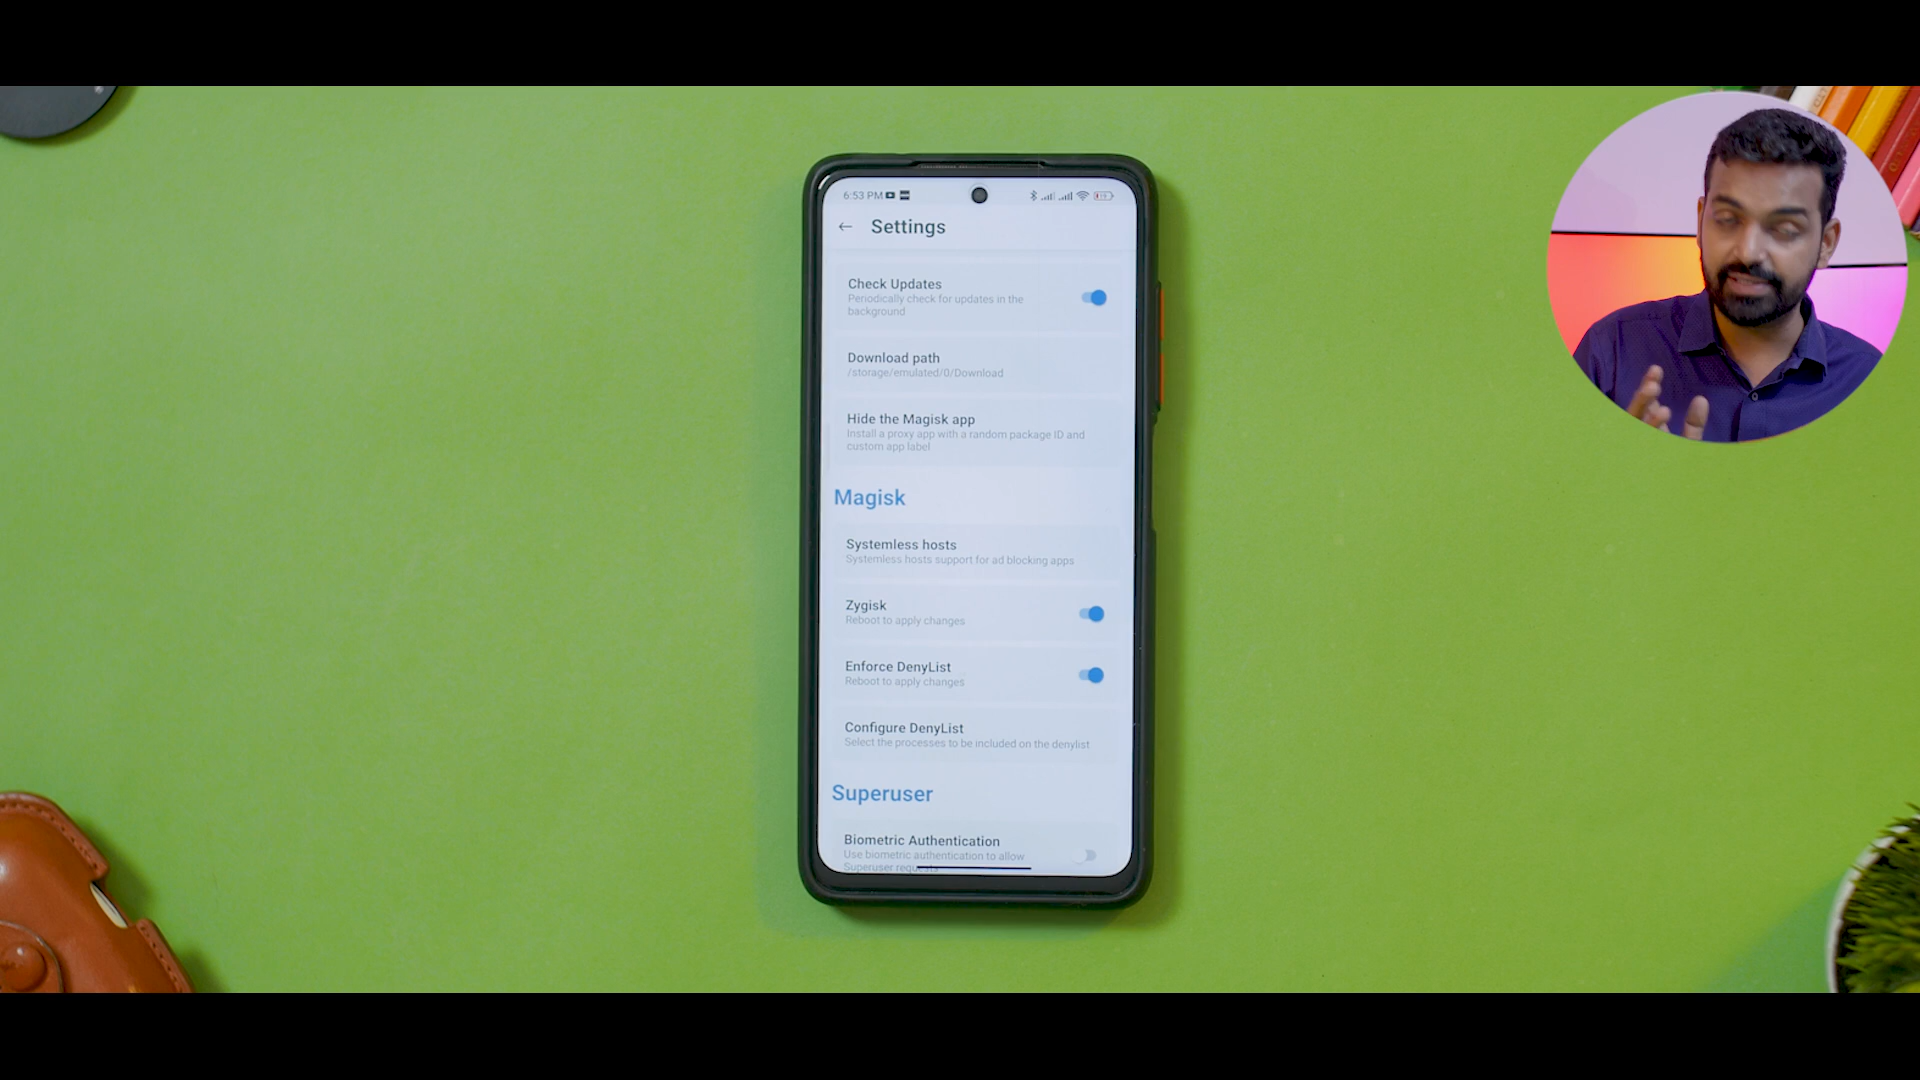 6:53 PM
Settings
Check Updates
Periodically check for updates in the
background
Download path
/storage/emulated/0/Download
Hide the Magisk app
Install a proxy app with a random package ID and
custom app label
Magisk
Systemless hosts
Systemless hosts support for ad blocking apps
Zygisk
Reboot to apply changes
Enforce DenyList
Reboot to apply changes
Configure DenyList
Select the processes to be included on the denylist
Superuser
Biometric Authentication
Use biometric authentication to allow
Superuser requests